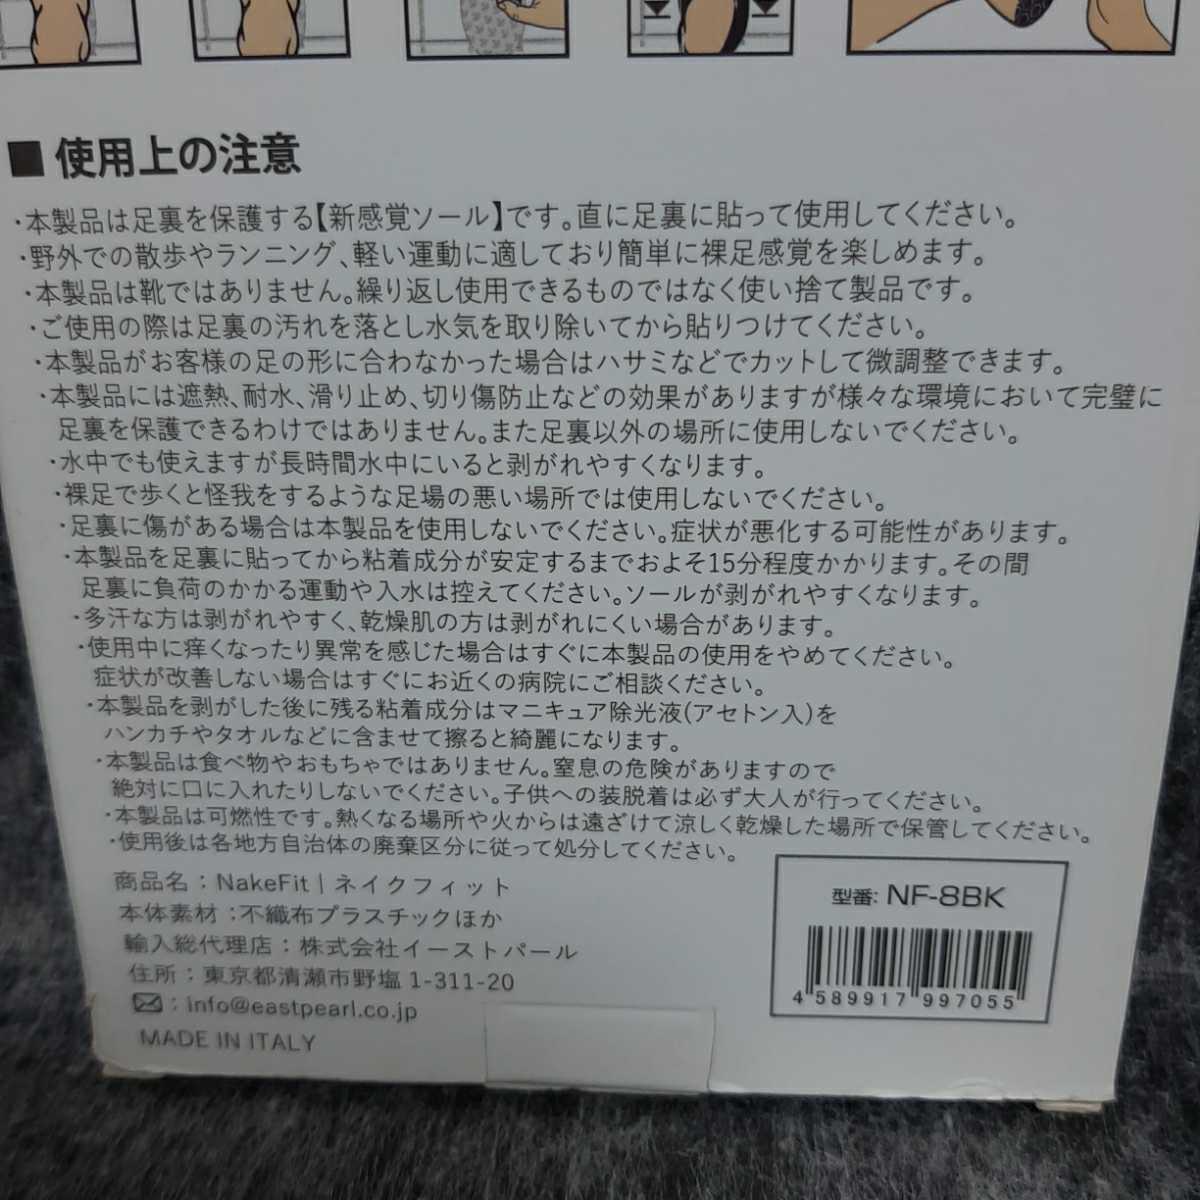 ■使用上の注意
・本製品は足裏を保護する【新感覚ソール】です。直に足裏に貼って使用してください。
・野外での散歩やランニング、軽い運動に適しており簡単に裸足感覚を楽しめます。
・本製品は靴ではありません。繰り返し使用できるものではなく使い捨て製品です。
・ご使用の際は足裏の汚れを落とし水気を取り除いてから貼りつけてください。
・本製品がお客様の足の形に合わなかった場合はハサミなどでカットして微調整できます。
・本製品には遮熱、耐水、滑り止め、切り傷防止などの効果がありますが様々な環境において完璧に
足裏を保護できるわけではありません。また足裏以外の場所に使用しないでください。
・水中でも使えますが長時間水中にいると剥がれやすくなります。
・裸足で歩くと怪我をするような足場の悪い場所では使用しないでください。
・足裏に傷がある場合は本製品を使用しないでください。症状が悪化する可能性があります。
・本製品を足裏に貼ってから粘着成分が安定するまでおよそ15分程度かかります。その間
足裏に負荷のかかる運動や入水は控えてください。ソールが剥がれやすくなります。
・多汗な方は剥がれやすく、乾燥肌の方は剥がれにくい場合があります。
・使用中に痒くなったり異常を感じた場合はすぐに本製品の使用をやめてください。
症状が改善しない場合はすぐにお近くの病院にご相談ください。
・本製品を剥がした後に残る粘着成分はマニキュア除光液(アセトン入)を
ハンカチやタオルなどに含ませて擦ると綺麗になります。
・本製品は食べ物やおもちゃではありません。窒息の危険がありますので
絶対に口に入れたりしないでください。子供への装脱着は必ず大人が行ってください。
・本製品は可燃性です。熱くなる場所や火からは遠ざけて涼しく乾燥した場所で保管してください。
・使用後は各地方自治体の廃棄区分に従って処分してください。
商品名：NakeFit｜ネイクフィット
本体素材：不織布プラスチックほか
輸入総代理店：株式会社イーストパール
住所：東京都清瀬市野塩1-311-20
：info@eastpearl.co.jp
MADE IN ITALY
型番: NF-8BK
4 589917 997055